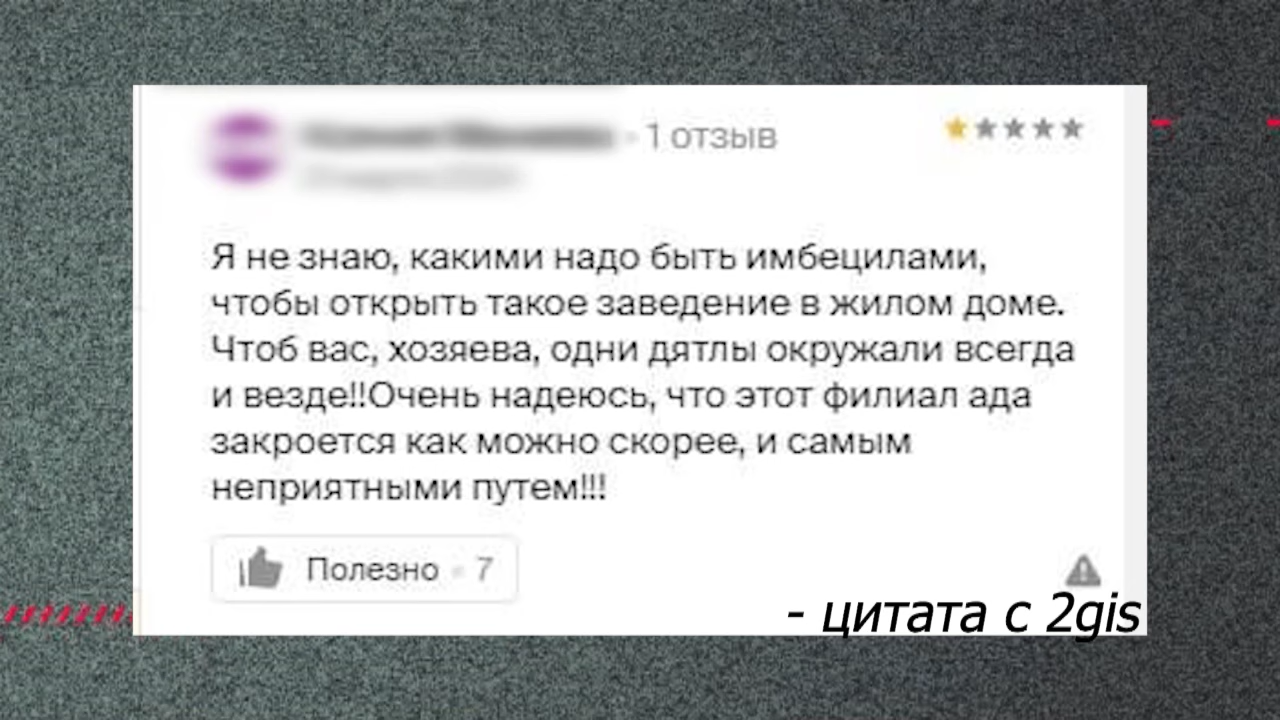 1 отзыв
Я не знаю, какими надо быть имбецилами,
чтобы открыть такое заведение в жилом доме.
Чтоб вас, хозяева, одни дятлы окружали всегда
и везде!!Очень надеюсь, что этот филиал ада
закроется как можно скорее, и самым
неприятными путем!!!
Полезно 7
- цитата с 2gis